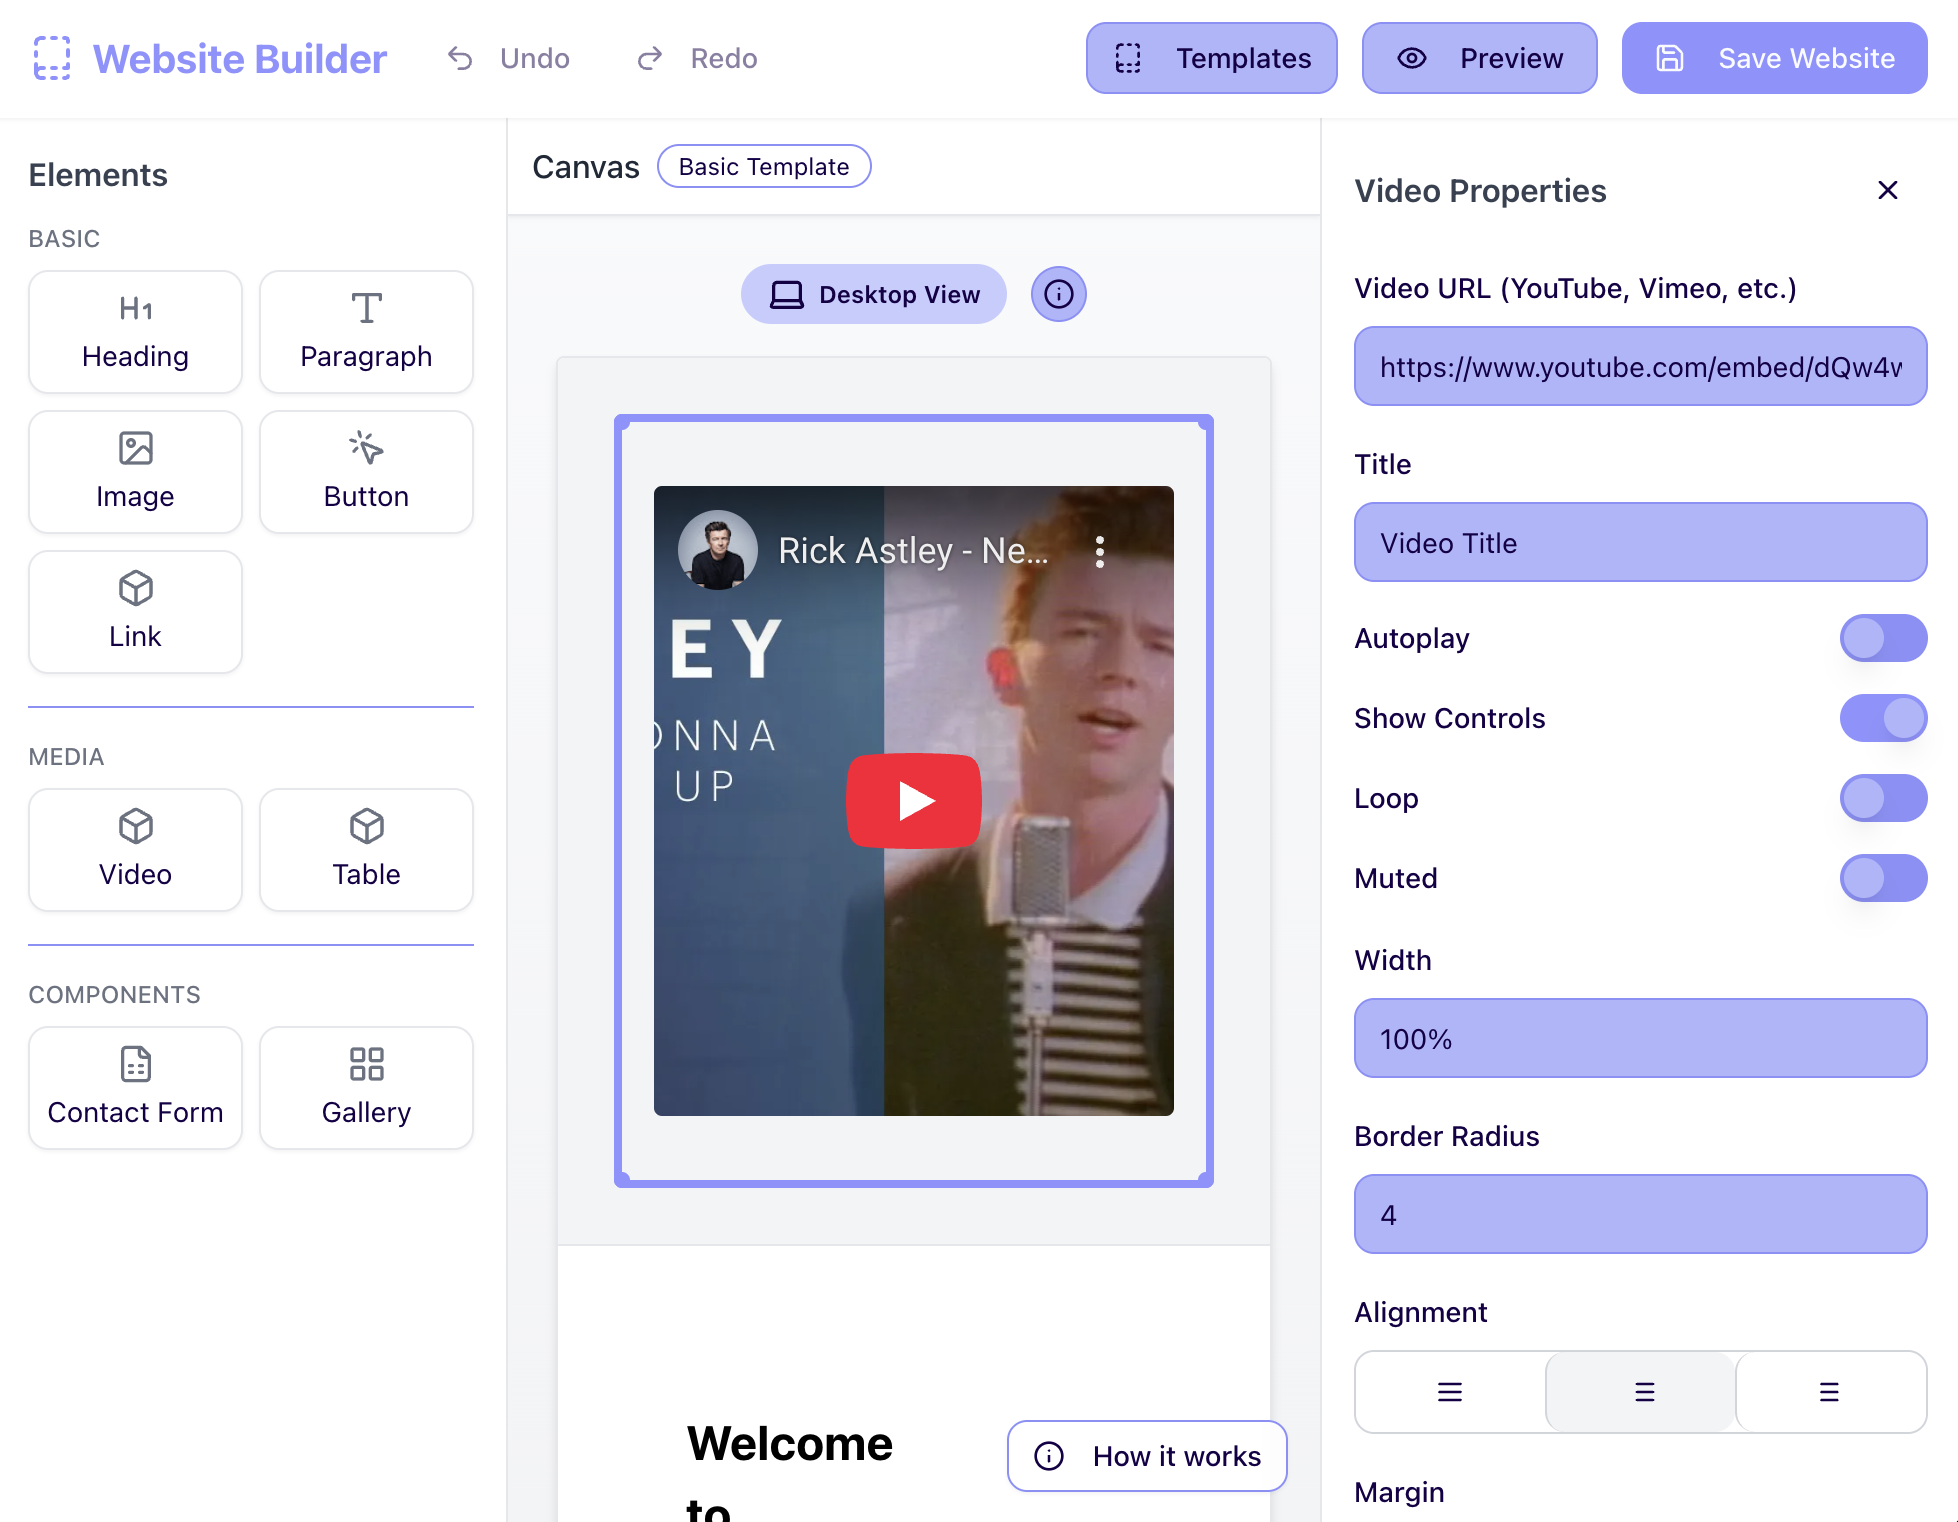 Website Builder
Undo
Redo
Templates
Preview
Save Website
Elements
BASIC
Heading
Paragraph
Image
Button
Link
MEDIA
Video
Table
COMPONENTS
Contact Form
Gallery
Canvas
Basic Template
Desktop View
Rick Astley - Ne...
EY
ONNA
UP
Welcome
to
How it works
Video Properties
Video URL (YouTube, Vimeo, etc.)
https://www.youtube.com/embed/dQw4w
Title
Video Title
Autoplay
Show Controls
Loop
Muted
Width
100%
Border Radius
4
Alignment
Margin